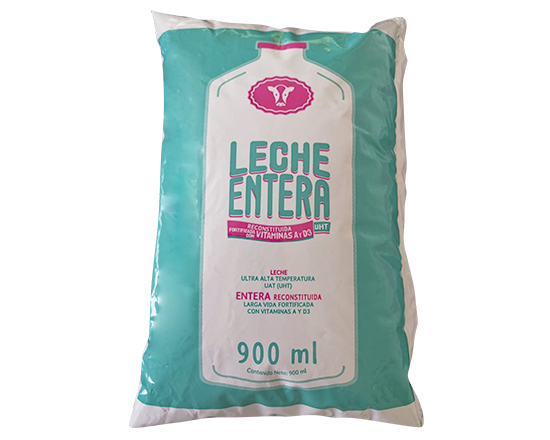 LECHE
ENTERA
RECONSTITUIDA
FORTIFICADA CON VITAMINAS A Y D3
UHT
LECHE
ULTRA ALTA TEMPERATURA
UAT (UHT)
ENTERA RECONSTITUIDA
LARGA VIDA FORTIFICADA
CON VITAMINAS A Y D3
900 ml
Contenido Neto: 900 ml